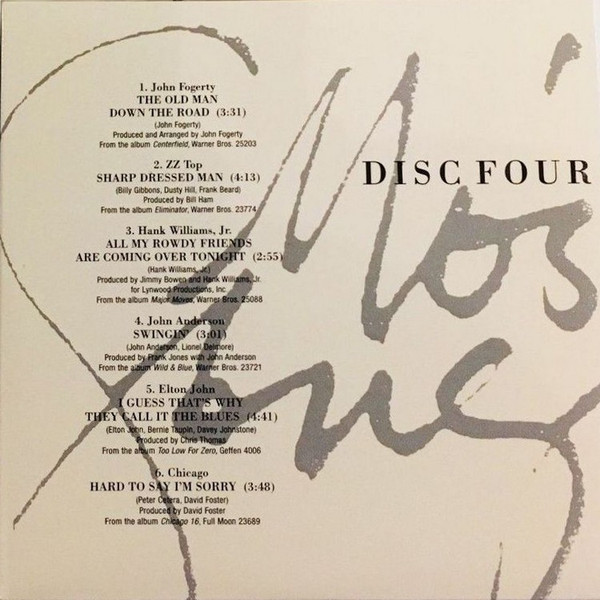 DISC FOUR
1. John Fogerty
THE OLD MAN
DOWN THE ROAD (3:31)
(John Fogerty)
Produced and Arranged by John Fogerty
From the album Centerfield, Warner Bros. 25203
2. ZZ Top
SHARP DRESSED MAN (4:13)
(Billy Gibbons, Dusty Hill, Frank Beard)
Produced by Bill Ham
From the album Eliminator, Warner Bros. 23774
3. Hank Williams, Jr.
ALL MY ROWDY FRIENDS
ARE COMING OVER TONIGHT (2:55)
(Hank Williams, Jr.)
Produced by Jimmy Bowen and Hank Williams, Jr.
for Lynwood Productions, Inc
From the album Major Moves, Warner Bros. 25088
4. John Anderson
SWINGIN' (3:01)
(John Anderson, Lionel Delmore)
Produced by Frank Jones with John Anderson
From the album Wild & Blue, Warner Bros. 23721
5. Elton John
I GUESS THAT'S WHY
THEY CALL IT THE BLUES (4:41)
(Elton John, Bernie Taupin, Davey Johnstone)
Produced by Chris Thomas
From the album Too Low For Zero, Geffen 4006
6. Chicago
HARD TO SAY I'M SORRY (3:48)
(Peter Cetera, David Foster)
Produced by David Foster
From the album Chicago 16, Full Moon 23689